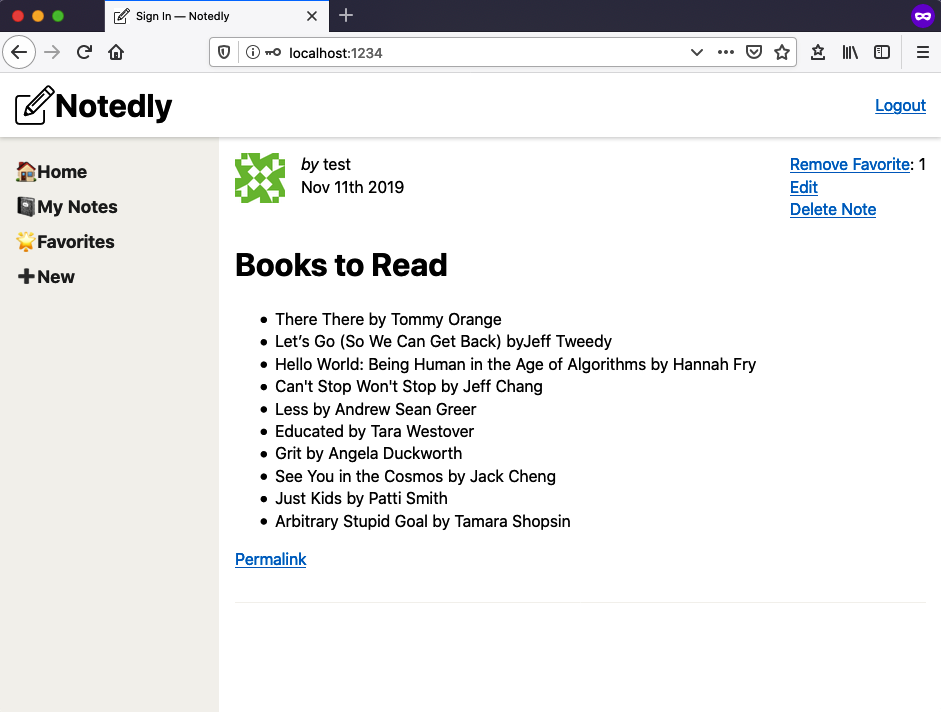 Sign In — Notedly
localhost:1234
Notedly
Logout
Home
My Notes
Favorites
New
by test
Nov 11th 2019
Remove Favorite: 1
Edit
Delete Note
Books to Read
There There by Tommy Orange
Let’s Go (So We Can Get Back) byJeff Tweedy
Hello World: Being Human in the Age of Algorithms by Hannah Fry
Can't Stop Won't Stop by Jeff Chang
Less by Andrew Sean Greer
Educated by Tara Westover
Grit by Angela Duckworth
See You in the Cosmos by Jack Cheng
Just Kids by Patti Smith
Arbitrary Stupid Goal by Tamara Shopsin
Permalink